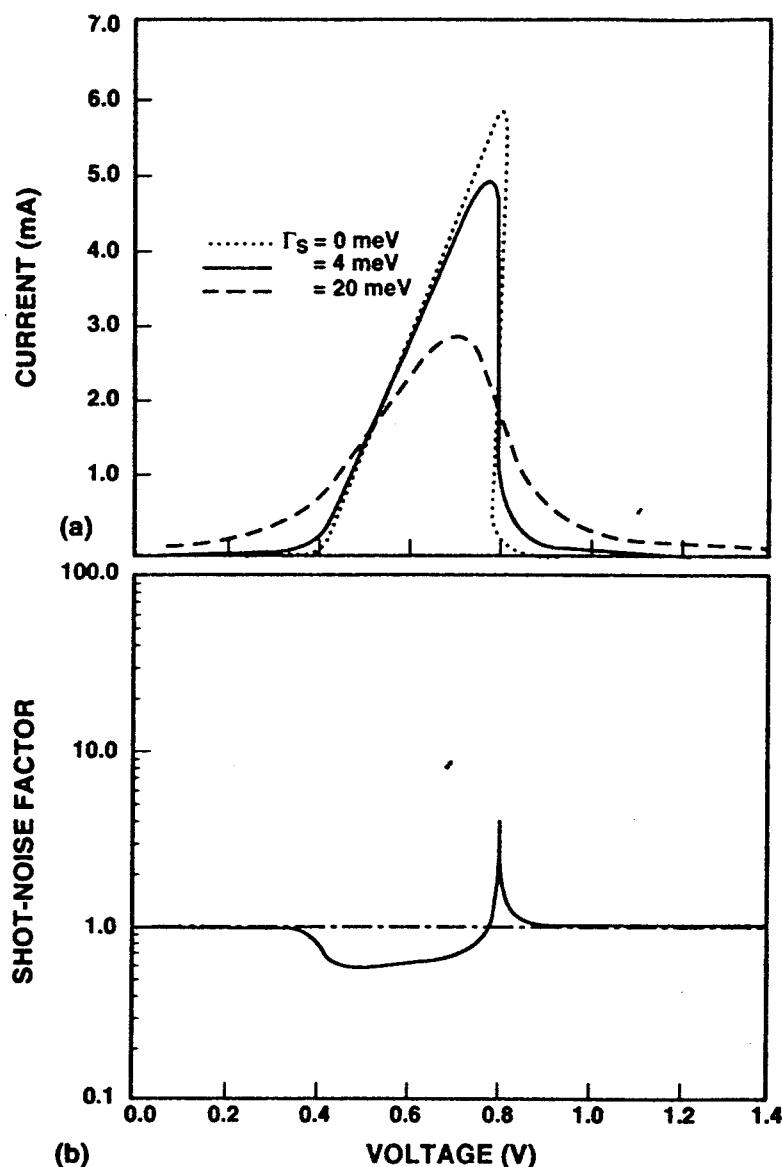 7.0
6.0
5.0
4.0
3.0
2.0
1.0
CURRENT (mA)
ΓS = 0 meV
= 4 meV
= 20 meV
(a)
100.0
10.0
1.0
0.1
SHOT-NOISE FACTOR
0.0 0.2 0.4 0.6 0.8 1.0 1.2 1.4
(b) VOLTAGE (V)